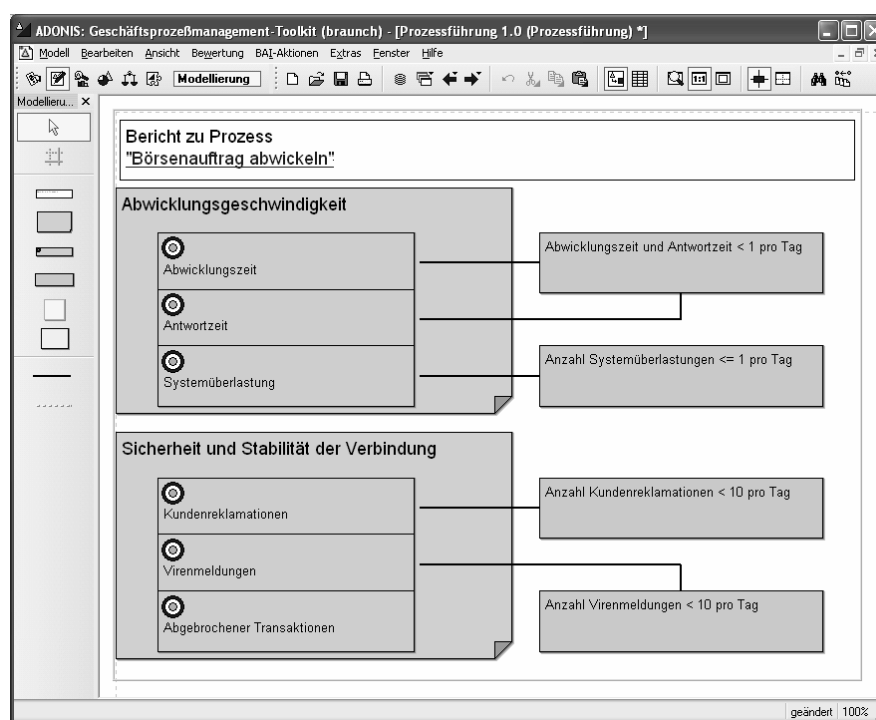 ADONIS: Geschäftsprozeßmanagement-Toolkit (braunch) - [Prozessführung 1.0 (Prozessführung) *]
Modell Bearbeiten Ansicht Bewertung BAI-Aktionen Extras Fenster Hilfe
Modellierung
1:1
Modellieru...
Bericht zu Prozess
"Börsenauftrag abwickeln"
Abwicklungsgeschwindigkeit
Abwicklungszeit
Abwicklungszeit und Antwortzeit < 1 pro Tag
Antwortzeit
Systemüberlastung
Anzahl Systemüberlastungen <= 1 pro Tag
Sicherheit und Stabilität der Verbindung
Kundenreklamationen
Anzahl Kundenreklamationen < 10 pro Tag
Virenmeldungen
Abgebrochener Transaktionen
Anzahl Virenmeldungen < 10 pro Tag
geändert 100%